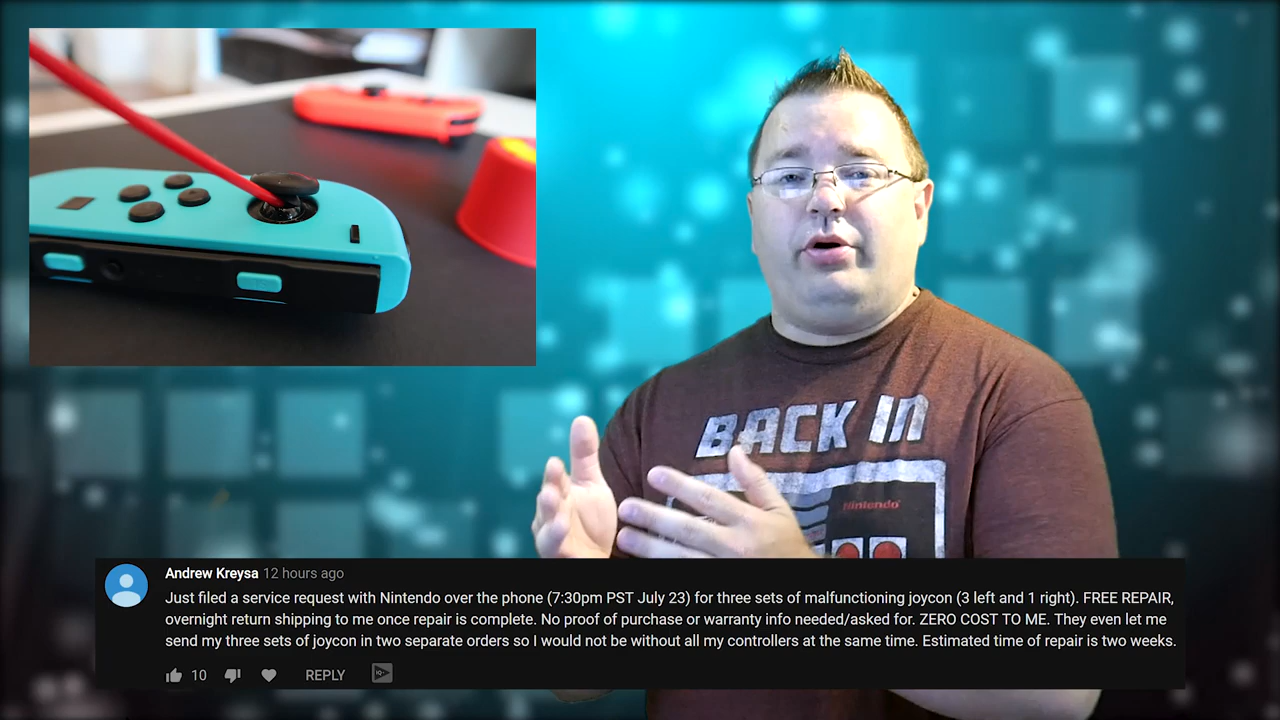 BACK IN
Nintendo
Andrew Kreysa 12 hours ago
Just filed a service request with Nintendo over the phone (7:30pm PST July 23) for three sets of malfunctioning joycon (3 left and 1 right). FREE REPAIR,
overnight return shipping to me once repair is complete. No proof of purchase or warranty info needed/asked for. ZERO COST TO ME. They even let me
send my three sets of joycon in two separate orders so I would not be without all my controllers at the same time. Estimated time of repair is two weeks.
10 REPLY